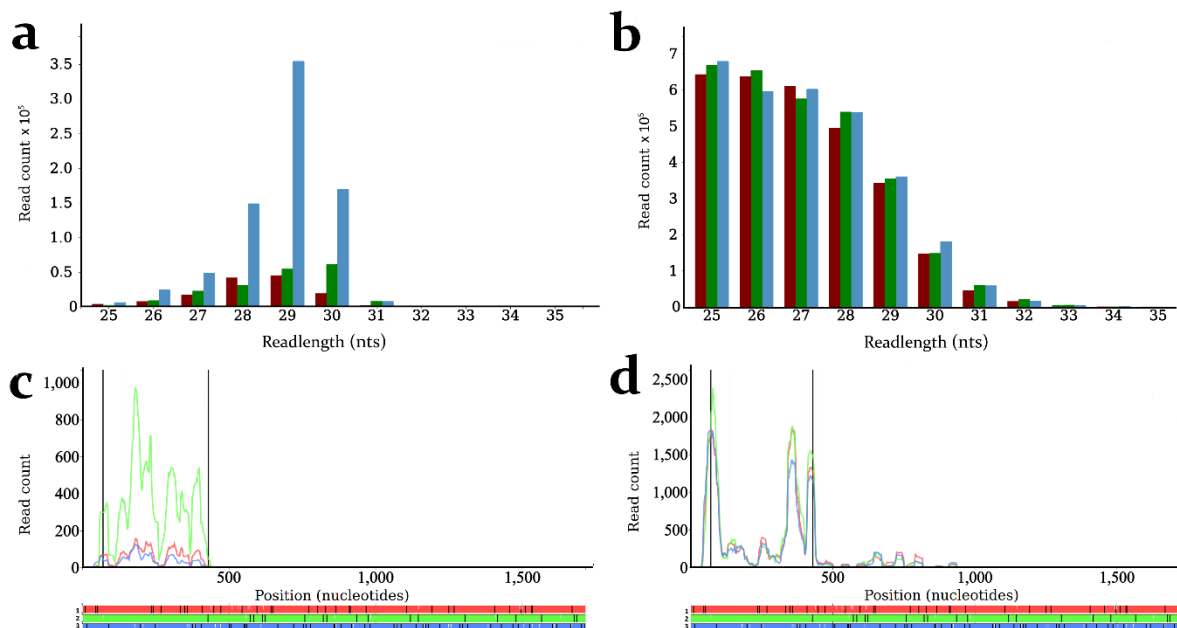 a
3.5
3.0
2.5
2.0
1.5
1.0
0.5
0
Read count x 10⁵
25 26 27 28 29 30 31 32 33 34 35
Readlength (nts)
b
7
6
5
4
3
2
1
0
Read count x 10⁵
25 26 27 28 29 30 31 32 33 34 35
Readlength (nts)
c
1,000
800
600
400
200
0
Read count
500 1,000 1,500
Position (nucleotides)
1
2
3
d
2,500
2,000
1,500
1,000
500
0
Read count
500 1,000 1,500
Position (nucleotides)
1
2
3